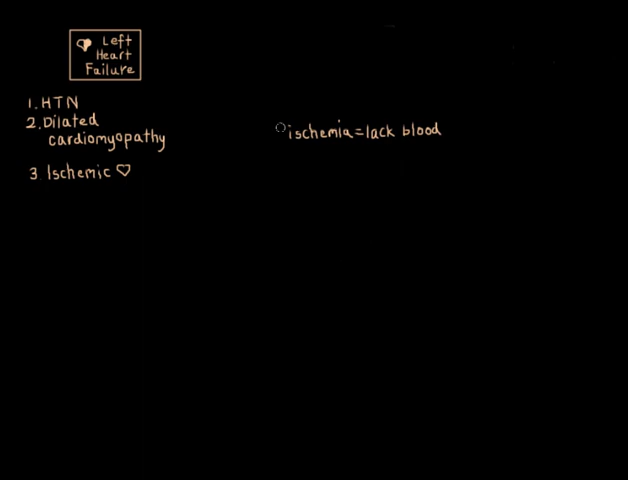 Left
Heart
Failure
1. HTN
2. Dilated
cardiomyopathy
3 Ischemic ♡
ischemia = lack blood